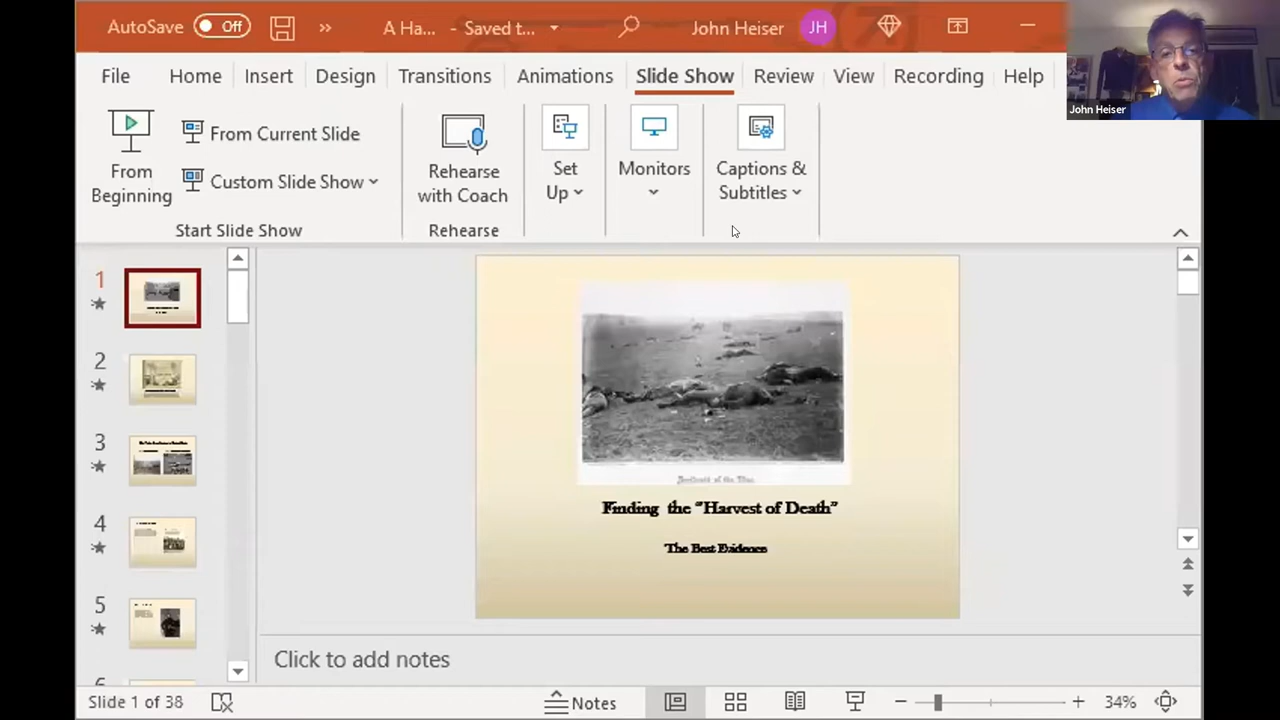 AutoSave Off A Ha... - Saved t... John Heiser JH
John Heiser
File Home Insert Design Transitions Animations Slide Show Review View Recording Help
From Beginning
From Current Slide
Custom Slide Show
Start Slide Show
Rehearse with Coach
Rehearse
Set Up
Monitors
Captions & Subtitles
1
2
3
4
5
Finding the "Harvest of Death"
The Best Evidence
Click to add notes
Slide 1 of 38 Notes 34%